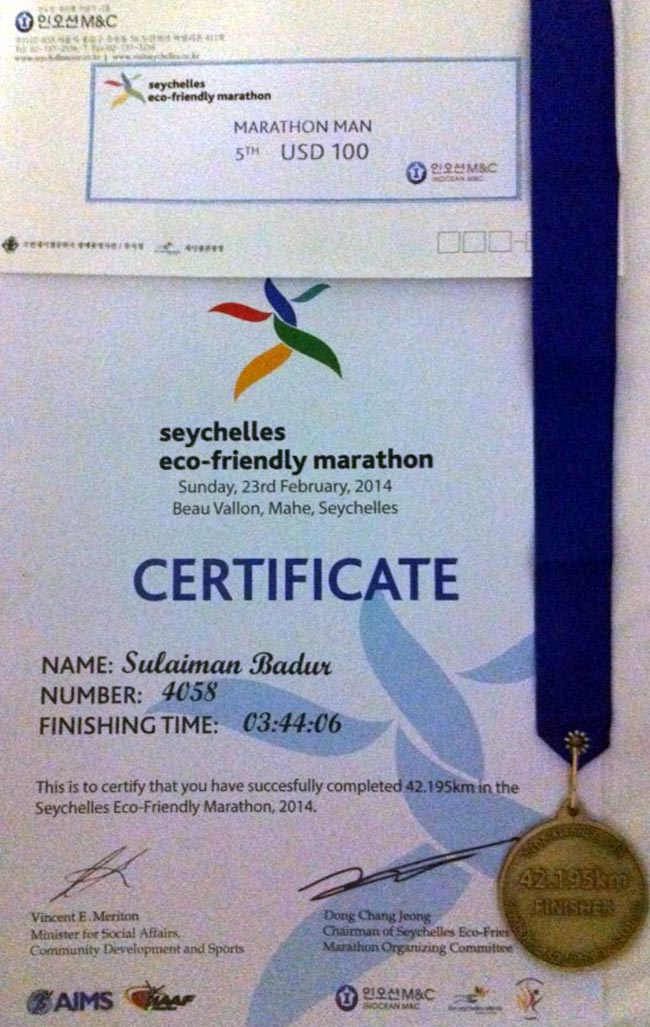 인오션M&C
seychelles
eco-friendly marathon
MARATHON MAN
5TH USD 100
인오션M&C
INOCEAN M&C
seychelles
eco-friendly marathon
Sunday, 23rd February, 2014
Beau Vallon, Mahe, Seychelles
CERTIFICATE
NAME: Sulaiman Badur
NUMBER: 4058
FINISHING TIME: 03:44:06
This is to certify that you have succesfully completed 42.195km in the
Seychelles Eco-Friendly Marathon, 2014.
Vincent E .Meriton
Minister for Social Affairs,
Community Development and Sports
Dong Chang Jeong
Chairman of Seychelles Eco-Frien
Marathon Organizing Committee
42.195km
FINISHER
AIMS
IAAF
인오션M&C
INOCEAN M&C